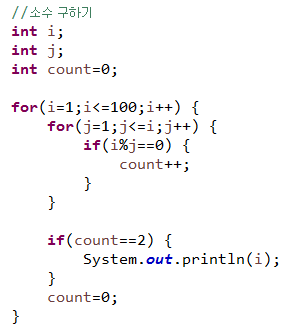 //소수 구하기
int i;
int j;
int count=0;

for(i=1;i<=100;i++) {
    for(j=1;j<=i;j++) {
        if(i%j==0) {
            count++;
        }
    }

    if(count==2) {
        System.out.println(i);
    }
    count=0;
}